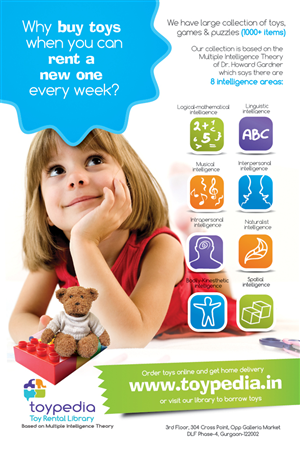 Why buy toys
when you can
rent a
new one
every week?
We have large collection of toys,
games & puzzles (1000+ items)
Our collection is based on the
Multiple Intelligence Theory
of Dr. Howard Gardner
which says there are
8 intelligence areas:
Logical-mathematical
intelligence
Linguistic
intelligence
2 + 5
ABC
Musical
intelligence
Interpersonal
intelligence
Intrapersonal
intelligence
Naturalist
intelligence
Bodily-Kinesthetic
intelligence
Spatial
intelligence
Order toys online and get home delivery
www.toypedia.in
or visit our library to borrow toys
toypedia
Toy Rental Library
Based on Multiple Intelligence Theory
3rd Floor, 304 Cross Point, Opp Galleria Market
DLF Phase-4, Gurgaon-122002